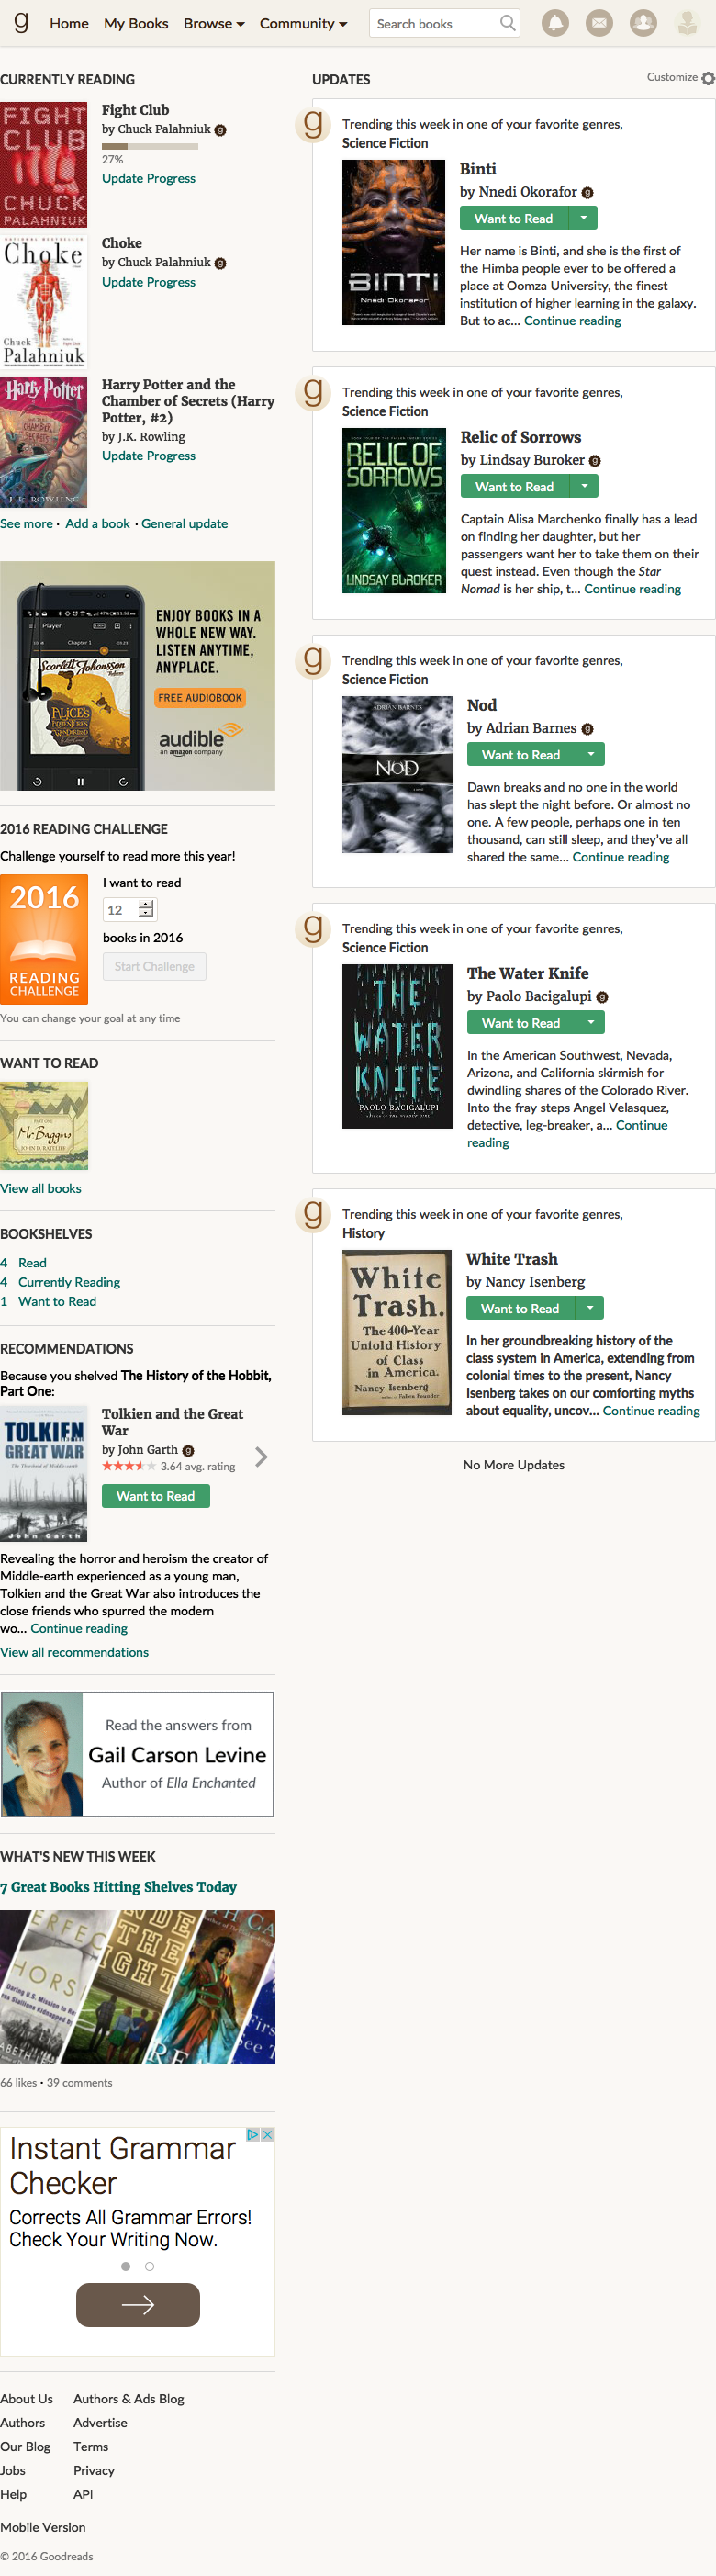 g Home My Books Browse Community Search books
CURRENTLY READING
FIGHT
CLUB
CHUCK
PALAHNIUK
Fight Club
by Chuck Palahniuk g
27%
Update Progress
NATIONAL BESTSELLER
Choke
Chuck
Palahniuk
Choke
by Chuck Palahniuk g
Update Progress
Harry Potter
AND THE
CHAMBER OF
SECRETS
J. K. ROWLING
Harry Potter and the
Chamber of Secrets (Harry
Potter, #2)
by J.K. Rowling
Update Progress
See more · Add a book · General update
Player
Chapter 1
Scarlett Johansson
ALICE'S
ADVENTURES
IN
WONDERLAND
ENJOY BOOKS IN A
WHOLE NEW WAY.
LISTEN ANYTIME,
ANYPLACE.
FREE AUDIOBOOK
audible
an amazon company
2016 READING CHALLENGE
Challenge yourself to read more this year!
2016
READING
CHALLENGE
I want to read
12
books in 2016
Start Challenge
You can change your goal at any time
WANT TO READ
PART ONE
Mr Baggins
JOHN D. RATELIFF
View all books
BOOKSHELVES
4 Read
4 Currently Reading
1 Want to Read
RECOMMENDATIONS
Because you shelved The History of the Hobbit,
Part One:
TOLKIEN
AND THE
GREAT WAR
The Threshold of Middle-earth
John Garth
Tolkien and the Great
War
by John Garth g
3.64 avg. rating
Want to Read
Revealing the horror and heroism the creator of
Middle-earth experienced as a young man,
Tolkien and the Great War also introduces the
close friends who spurred the modern
wo... Continue reading
View all recommendations
Read the answers from
Gail Carson Levine
Author of Ella Enchanted
WHAT'S NEW THIS WEEK
7 Great Books Hitting Shelves Today
66 likes • 39 comments
Instant Grammar
Checker
Corrects All Grammar Errors!
Check Your Writing Now.
About Us Authors & Ads Blog
Authors Advertise
Our Blog Terms
Jobs Privacy
Help API
Mobile Version
© 2016 Goodreads
UPDATES Customize
g
Trending this week in one of your favorite genres,
Science Fiction
BINTI
Nnedi Okorafor
Binti
by Nnedi Okorafor g
Want to Read
Her name is Binti, and she is the first of
the Himba people ever to be offered a
place at Oomza University, the finest
institution of higher learning in the galaxy.
But to ac... Continue reading
g
Trending this week in one of your favorite genres,
Science Fiction
RELIC OF
SORROWS
LINDSAY BUROKER
Relic of Sorrows
by Lindsay Buroker g
Want to Read
Captain Alisa Marchenko finally has a lead
on finding her daughter, but her
passengers want her to take them on their
quest instead. Even though the Star
Nomad is her ship, t... Continue reading
g
Trending this week in one of your favorite genres,
Science Fiction
ADRIAN BARNES
NOD
Nod
by Adrian Barnes g
Want to Read
Dawn breaks and no one in the world
has slept the night before. Or almost no
one. A few people, perhaps one in ten
thousand, can still sleep, and they've all
shared the same... Continue reading
g
Trending this week in one of your favorite genres,
Science Fiction
THE
WATER
KNIFE
PAOLO BACIGALUPI
The Water Knife
by Paolo Bacigalupi g
Want to Read
In the American Southwest, Nevada,
Arizona, and California skirmish for
dwindling shares of the Colorado River.
Into the fray steps Angel Velasquez,
detective, leg-breaker, a... Continue
reading
g
Trending this week in one of your favorite genres,
History
White
Trash.
The 400-Year
Untold History
of Class
in America.
Nancy Isenberg
White Trash
by Nancy Isenberg
Want to Read
In her groundbreaking history of the
class system in America, extending from
colonial times to the present, Nancy
Isenberg takes on our comforting myths
about equality, uncov... Continue reading
No More Updates